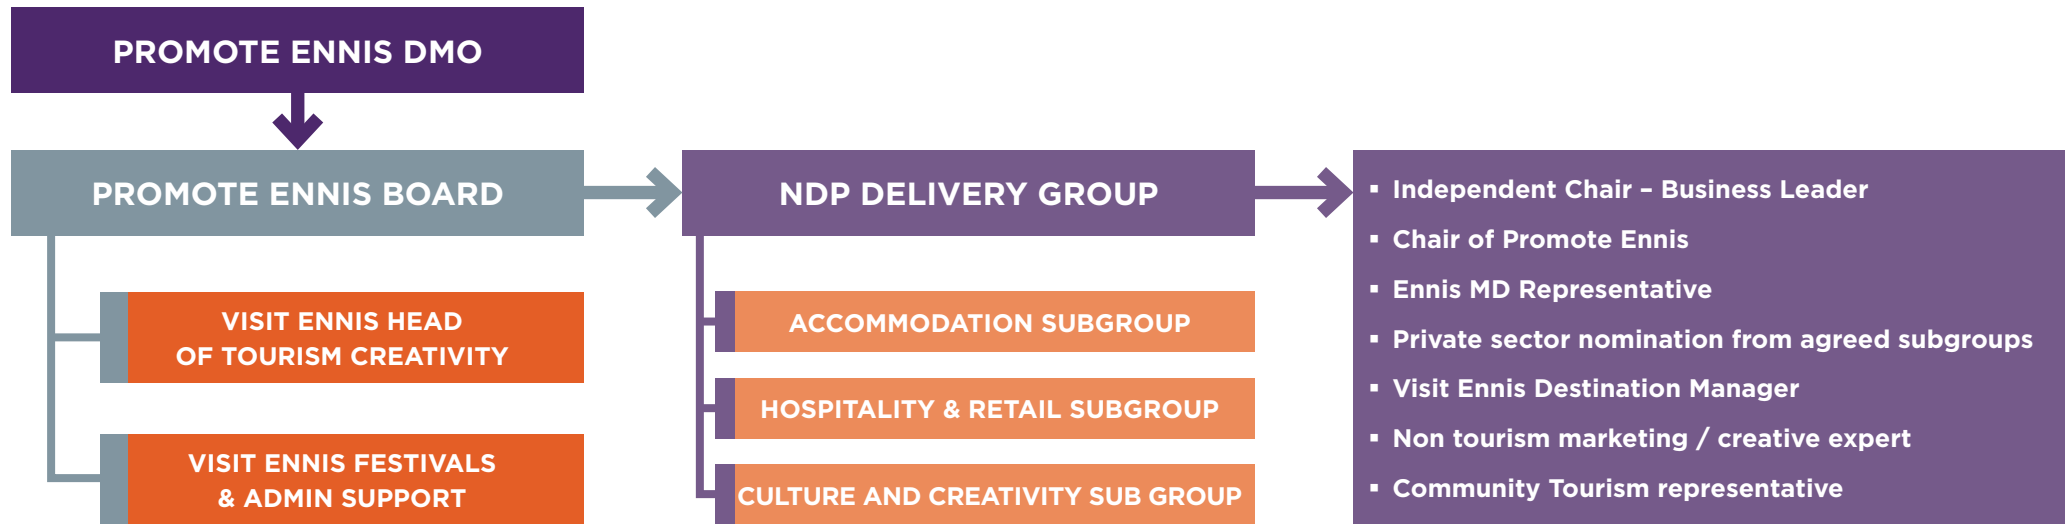 PROMOTE ENNIS DMO
PROMOTE ENNIS BOARD
VISIT ENNIS HEAD
OF TOURISM CREATIVITY
VISIT ENNIS FESTIVALS
& ADMIN SUPPORT
NDP DELIVERY GROUP
ACCOMMODATION SUBGROUP
HOSPITALITY & RETAIL SUBGROUP
CULTURE AND CREATIVITY SUB GROUP
▪ Independent Chair – Business Leader
▪ Chair of Promote Ennis
▪ Ennis MD Representative
▪ Private sector nomination from agreed subgroups
▪ Visit Ennis Destination Manager
▪ Non tourism marketing / creative expert
▪ Community Tourism representative